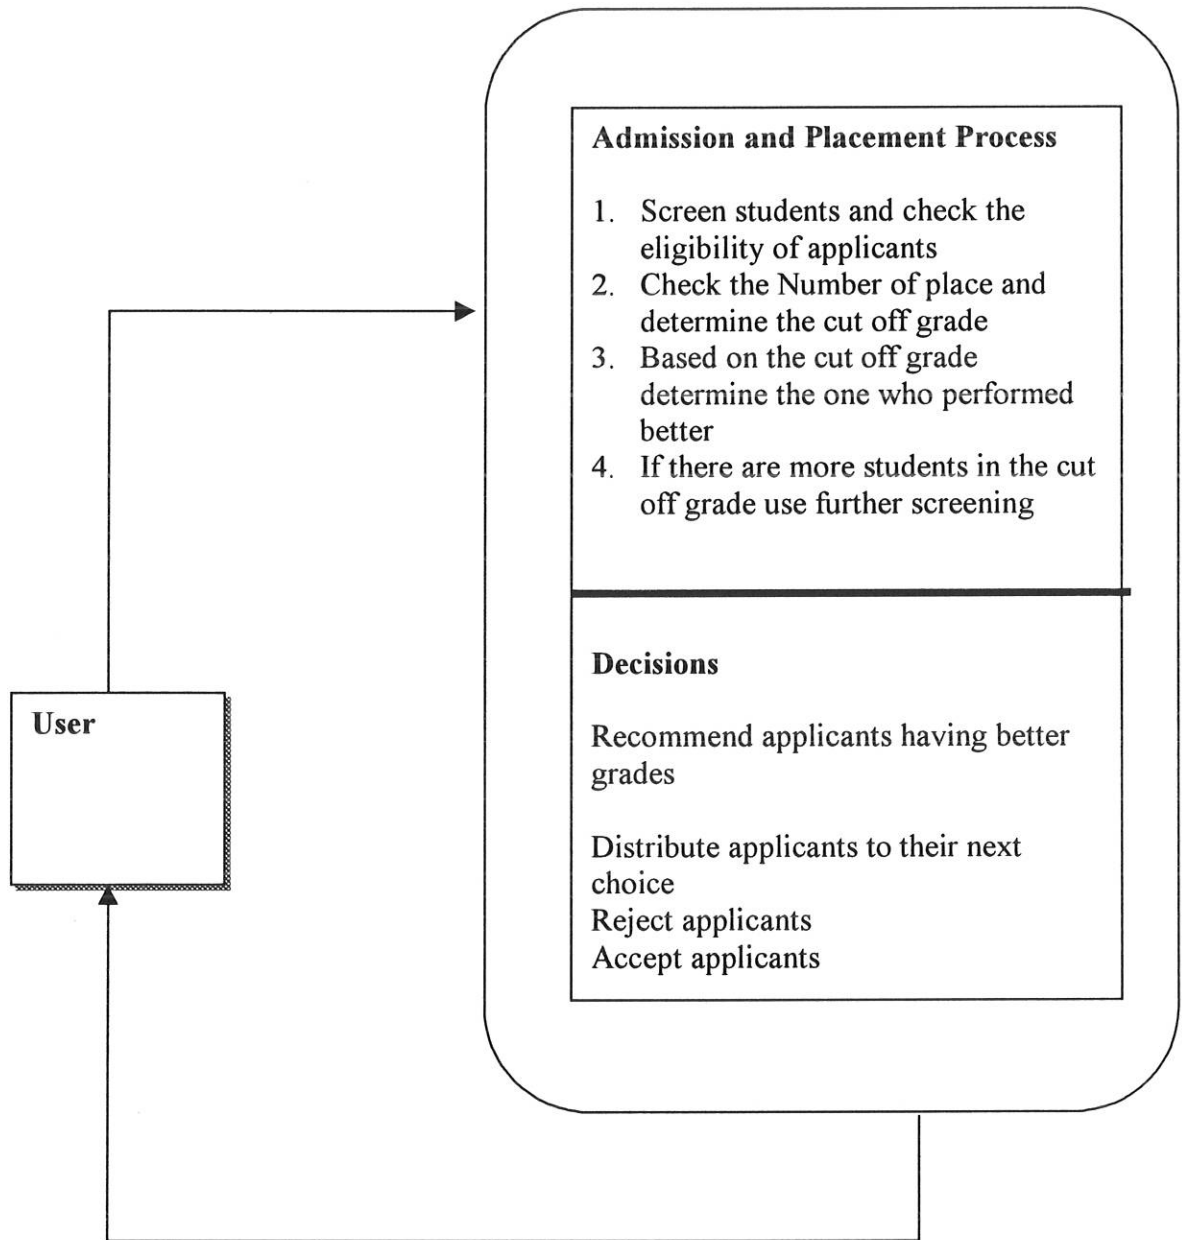 Admission and Placement Process
1. Screen students and check the
eligibility of applicants
2. Check the Number of place and
determine the cut off grade
3. Based on the cut off grade
determine the one who performed
better
4. If there are more students in the cut
off grade use further screening
Decisions
Recommend applicants having better
grades
Distribute applicants to their next
choice
Reject applicants
Accept applicants
User